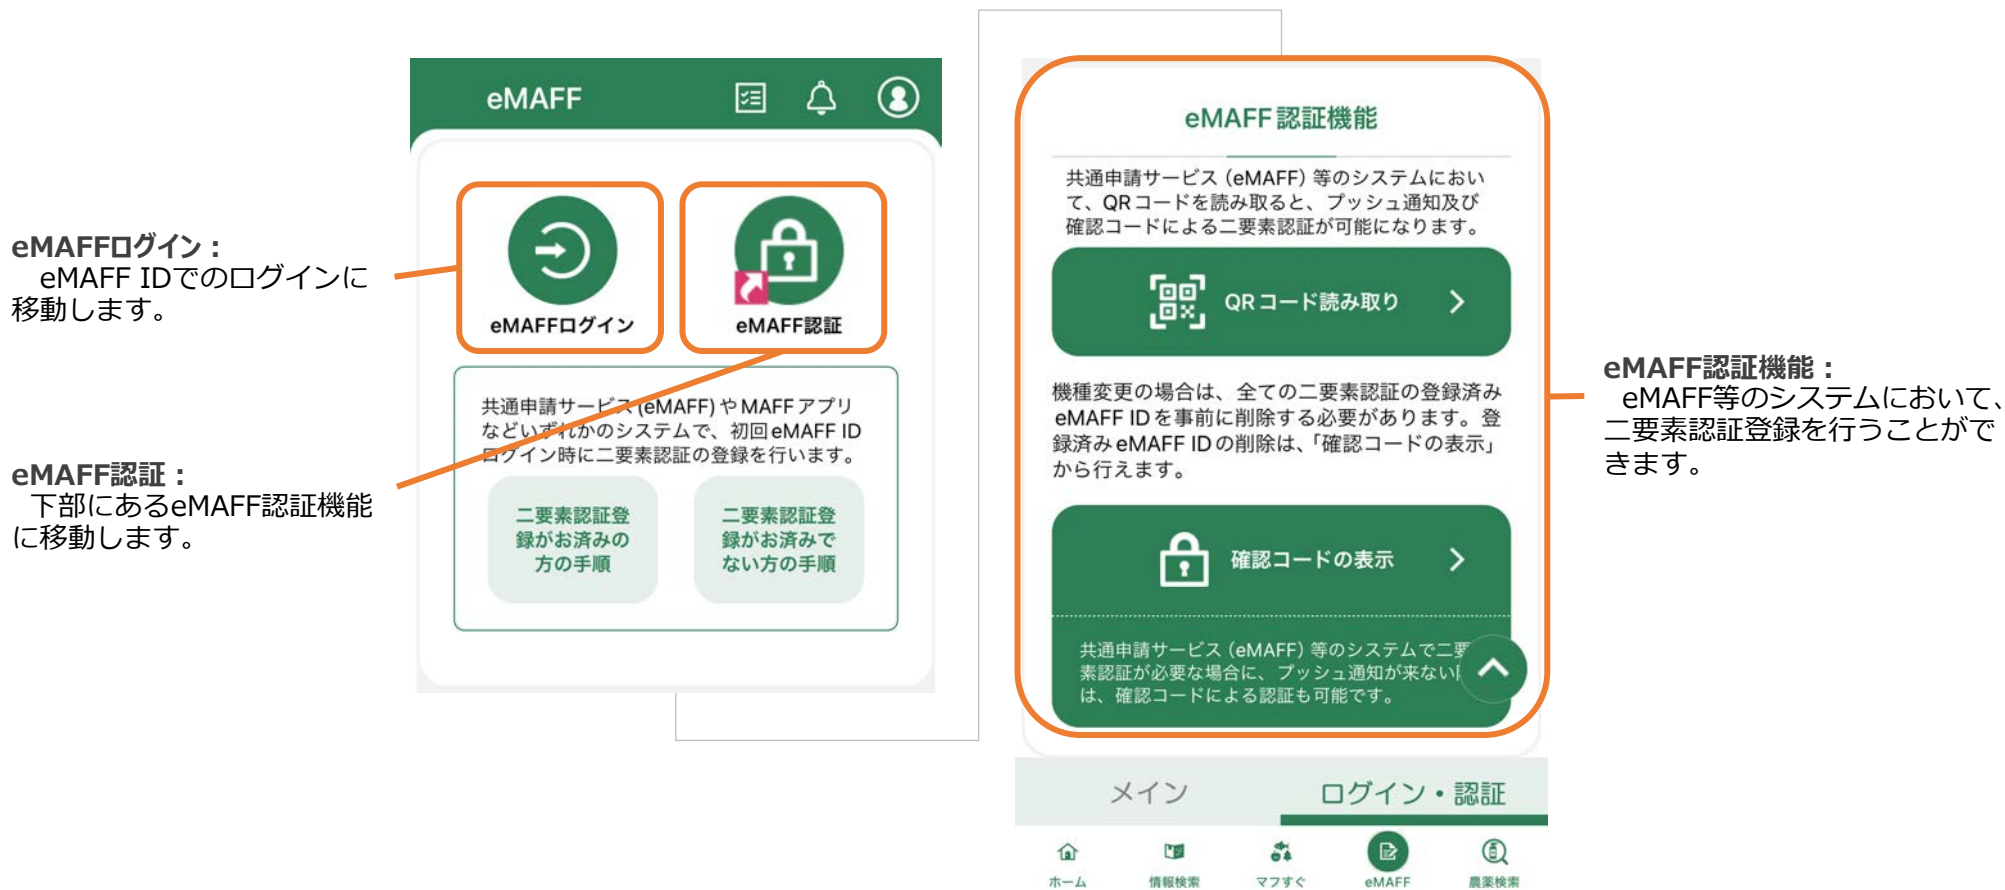 eMAFFログイン：
eMAFF IDでのログインに
移動します。
eMAFF認証：
下部にあるeMAFF認証機能
に移動します。
eMAFF
eMAFFログイン
eMAFF認証
共通申請サービス(eMAFF)やMAFFアプリ
などいずれかのシステムで、初回eMAFF ID
ログイン時に二要素認証の登録を行います。
二要素認証登
録がお済みの
方の手順
二要素認証登
録がお済みで
ない方の手順
eMAFF認証機能
共通申請サービス（eMAFF）等のシステムにおい
て、QRコードを読み取ると、プッシュ通知及び
確認コードによる二要素認証が可能になります。
QRコード読み取り
機種変更の場合は、全ての二要素認証の登録済み
eMAFF IDを事前に削除する必要があります。登
録済みeMAFF IDの削除は、「確認コードの表示」
から行えます。
確認コードの表示
共通申請サービス（eMAFF）等のシステムで二要
素認証が必要な場合に、プッシュ通知が来ない
は、確認コードによる認証も可能です。
メイン
ログイン・認証
ホーム
情報検索
マフすぐ
eMAFF
農薬検索
eMAFF認証機能：
eMAFF等のシステムにおいて、
二要素認証登録を行うことがで
きます。